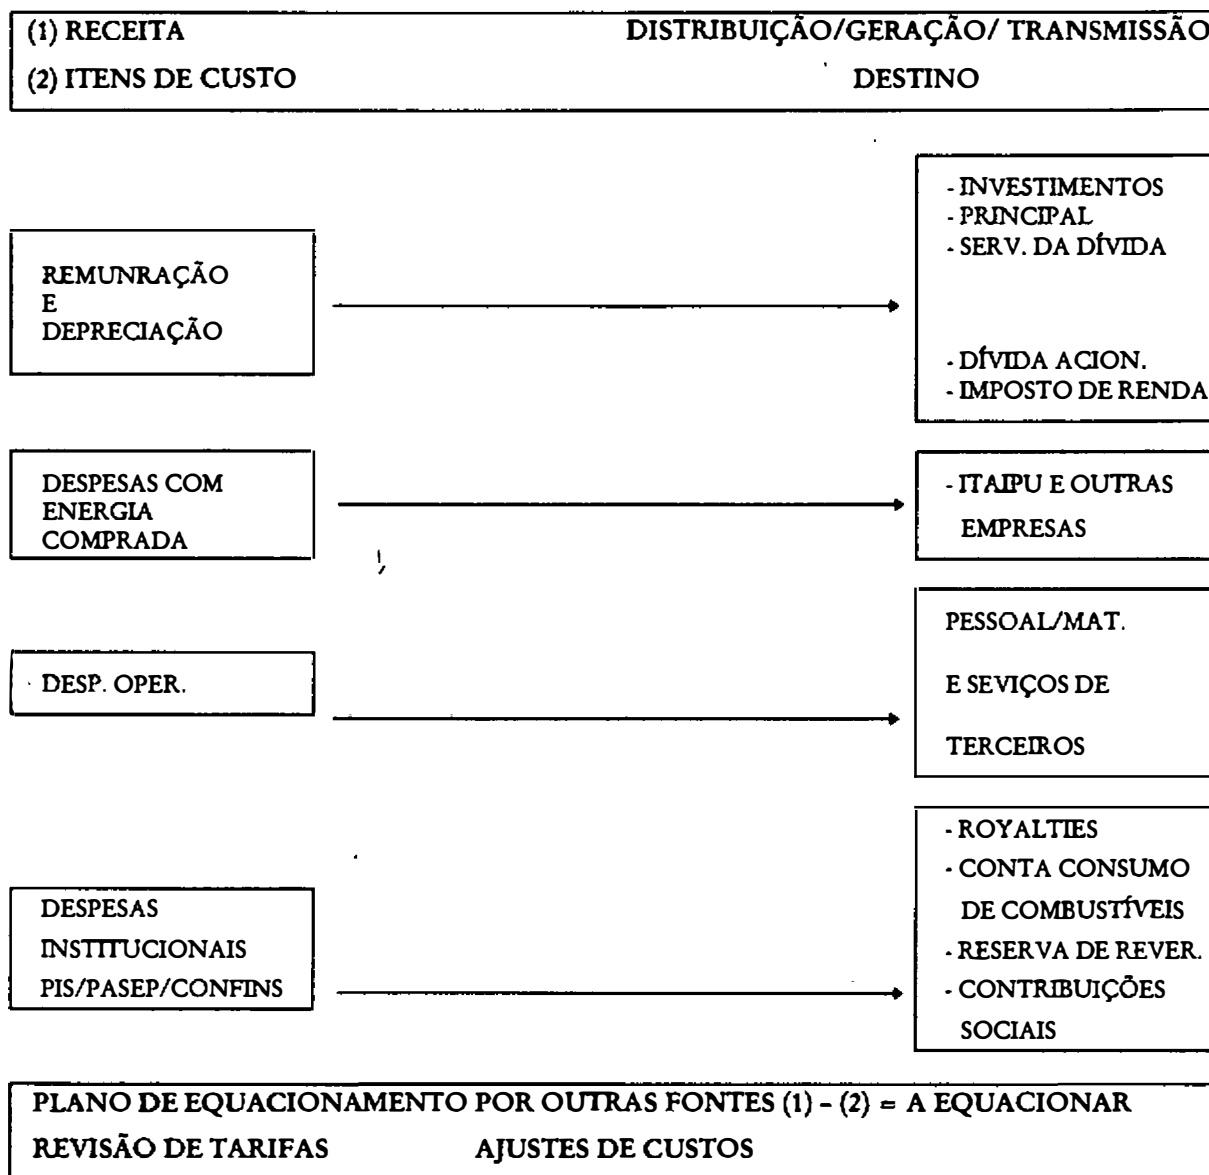 (1) RECEITA DISTRIBUIÇÃO/GERAÇÃO/ TRANSMISSÃO
(2) ITENS DE CUSTO DESTINO
REMUNRAÇÃO
E
DEPRECIAÇÃO
- INVESTIMENTOS
- PRINCIPAL
- SERV. DA DÍVIDA
- DÍVIDA ACION.
- IMPOSTO DE RENDA
DESPESAS COM
ENERGIA
COMPRADA
- ITAIPU E OUTRAS
EMPRESAS
DESP. OPER.
PESSOAL/MAT.
E SEVIÇOS DE
TERCEIROS
DESPESAS
INSTITUCIONAIS
PIS/PASEP/CONFINS
- ROYALTIES
- CONTA CONSUMO
DE COMBUSTÍVEIS
- RESERVA DE REVER.
- CONTRIBUIÇÕES
SOCIAIS
PLANO DE EQUACIONAMENTO POR OUTRAS FONTES (1) - (2) = A EQUACIONAR
REVISÃO DE TARIFAS AJUSTES DE CUSTOS